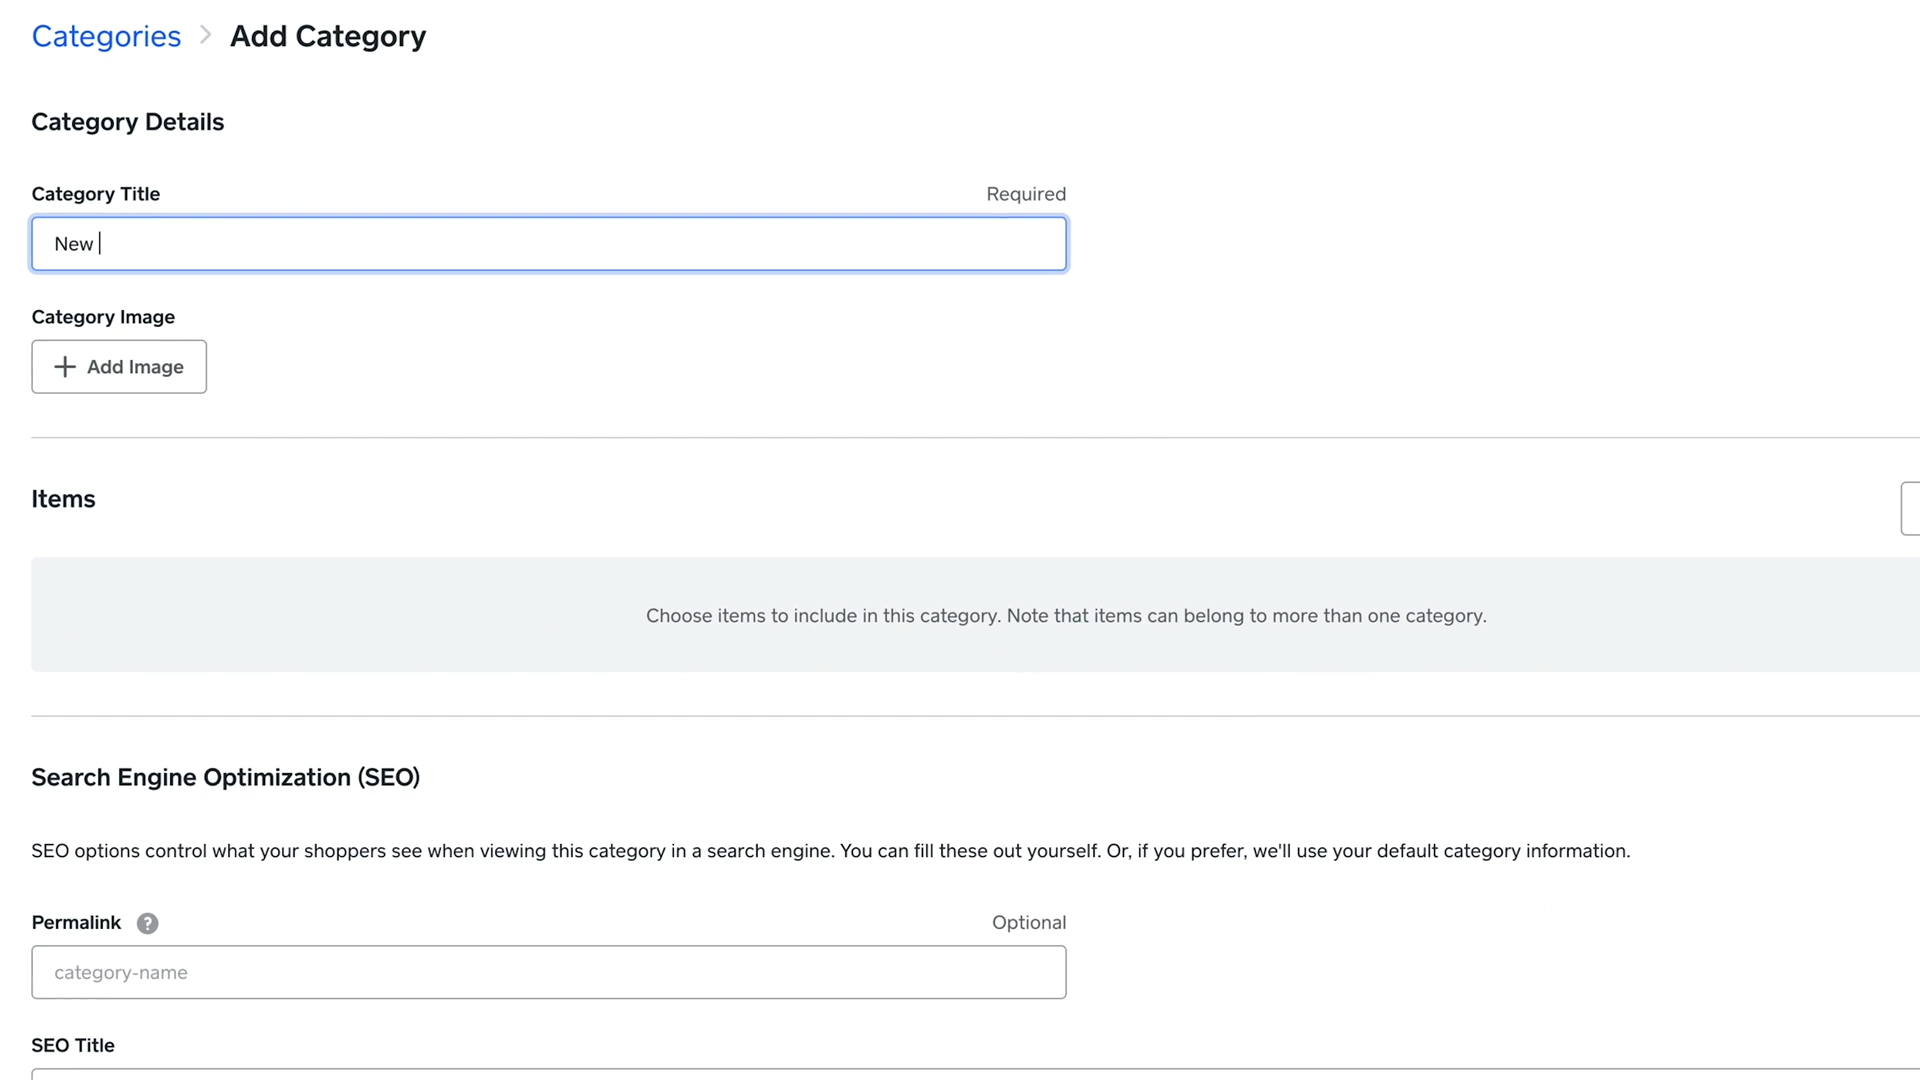 Categories > Add Category
Category Details
Category Title Required
New
Category Image
+ Add Image
Items
Choose items to include in this category. Note that items can belong to more than one category.
Search Engine Optimization (SEO)
SEO options control what your shoppers see when viewing this category in a search engine. You can fill these out yourself. Or, if you prefer, we'll use your default category information.
Permalink ? Optional
category-name
SEO Title